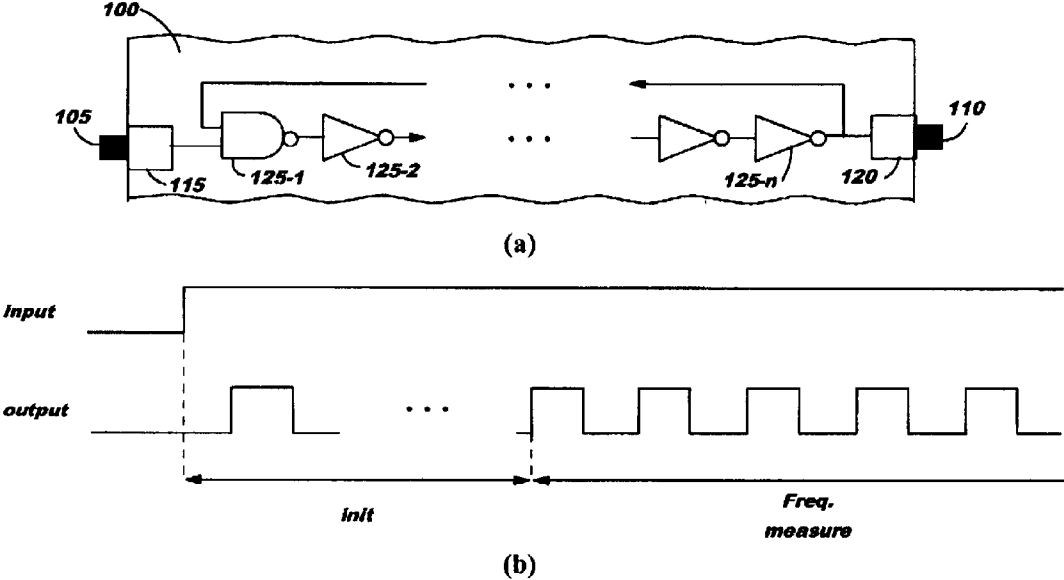 100
. . .
105
. . .
110
115
125-1
125-2
125-n
120
(a)
Input
output
. . .
init
Freq.
measure
(b)